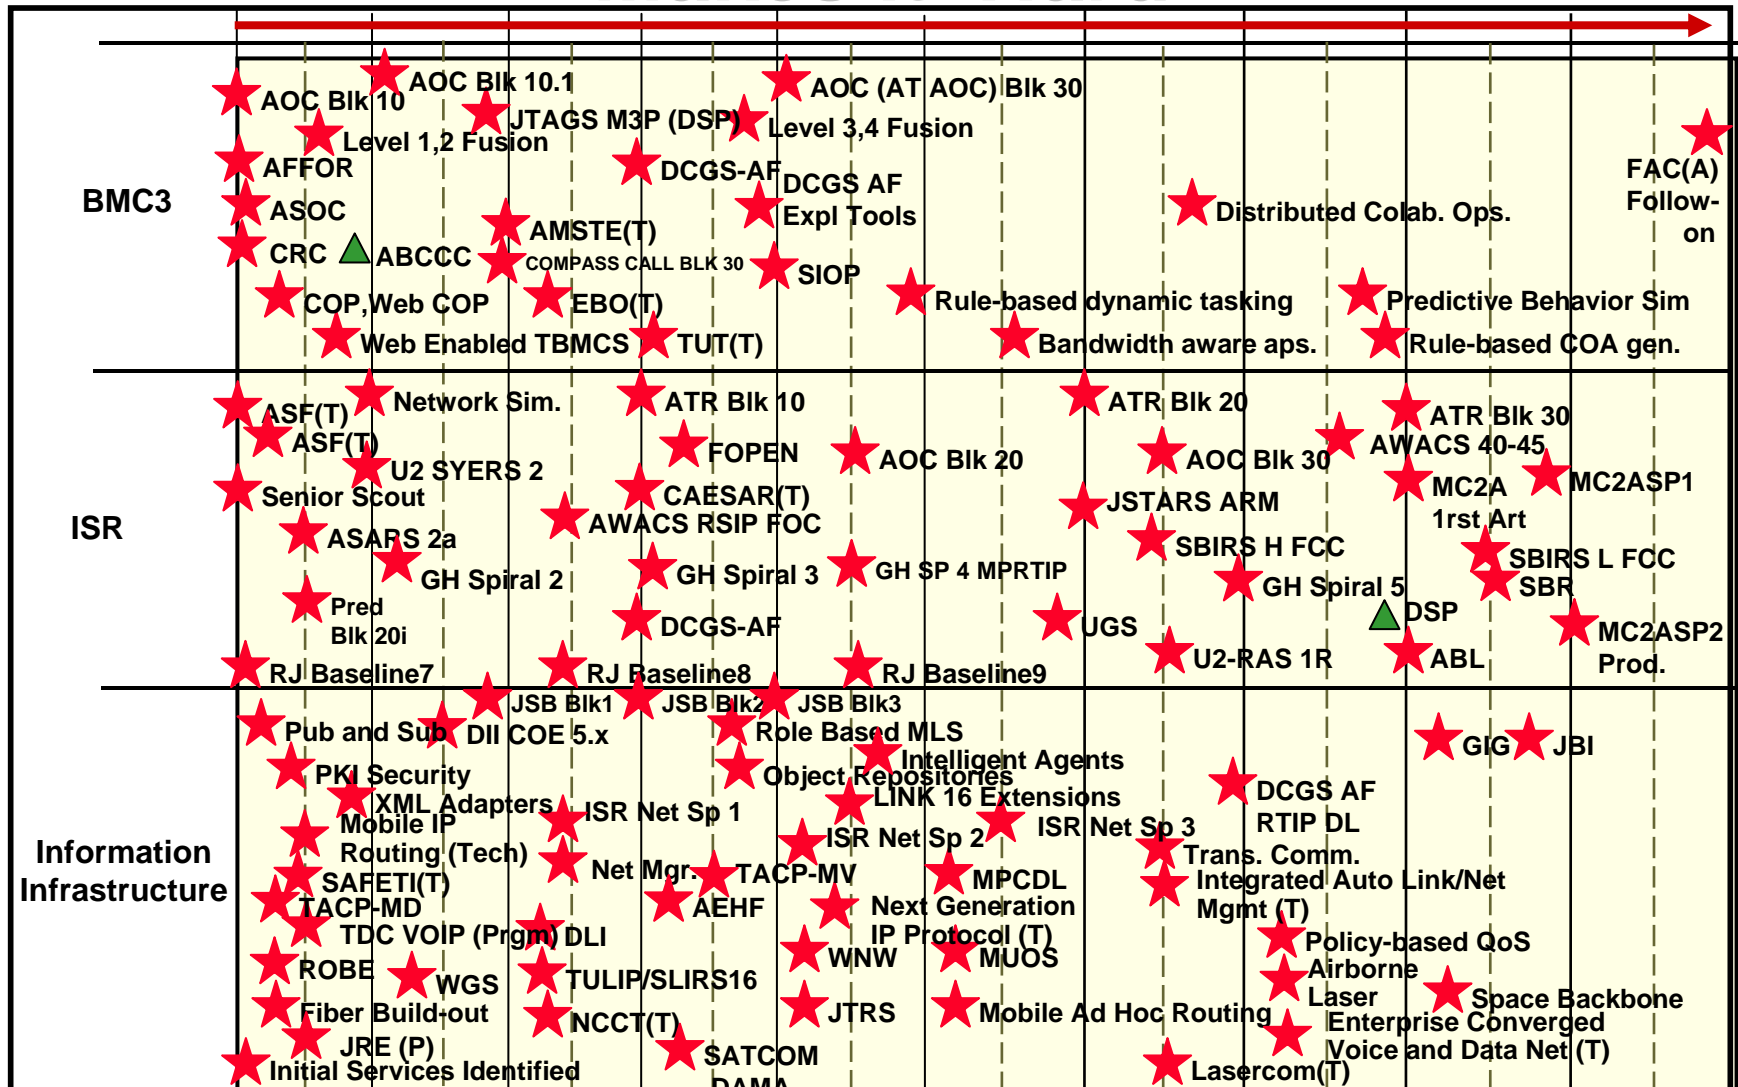 BMC3
AOC Blk 10
AOC Blk 10.1
AOC (AT AOC) Blk 30
JTAGS M3P (DSP)
Level 3,4 Fusion
Level 1,2 Fusion
AFFOR
DCGS-AF
DCGS AF
Expl Tools
FAC(A)
Follow-
on
ASOC
AMSTE(T)
Distributed Colab. Ops.
CRC
ABCCC
COMPASS CALL BLK 30
SIOP
COP,Web COP
EBO(T)
Rule-based dynamic tasking
Predictive Behavior Sim
Web Enabled TBMCS
TUT(T)
Bandwidth aware aps.
Rule-based COA gen.
ISR
ASF(T)
Network Sim.
ATR Blk 10
ATR Blk 20
ATR Blk 30
ASF(T)
FOPEN
AOC Blk 20
AOC Blk 30
AWACS 40-45
U2 SYERS 2
Senior Scout
CAESAR(T)
JSTARS ARM
MC2A
1rst Art
MC2ASP1
ASARS 2a
AWACS RSIP FOC
SBIRS H FCC
SBIRS L FCC
GH Spiral 2
GH Spiral 3
GH SP 4 MPRTIP
GH Spiral 5
SBR
Pred
Blk 20i
DCGS-AF
UGS
DSP
MC2ASP2
Prod.
U2-RAS 1R
ABL
RJ Baseline7
RJ Baseline8
RJ Baseline9
Information
Infrastructure
JSB Blk1
JSB Blk2
JSB Blk3
Pub and Sub
DII COE 5.x
Role Based MLS
GIG
JBI
Intelligent Agents
PKI Security
Object Repositories
XML Adapters
LINK 16 Extensions
DCGS AF
RTIP DL
ISR Net Sp 1
ISR Net Sp 2
ISR Net Sp 3
Mobile IP
Routing (Tech)
Trans. Comm.
Net Mgr.
TACP-MV
MPCDL
Integrated Auto Link/Net
Mgmt (T)
SAFETI(T)
TACP-MD
AEHF
Next Generation
IP Protocol (T)
TDC VOIP (Prgm)
DLI
Policy-based QoS
ROBE
WGS
TULIP/SLIRS16
WNW
MUOS
Airborne
Laser
Space Backbone
Fiber Build-out
NCCT(T)
JTRS
Mobile Ad Hoc Routing
Enterprise Converged
Voice and Data Net (T)
JRE (P)
SATCOM
DAMA
Initial Services Identified
Lasercom(T)